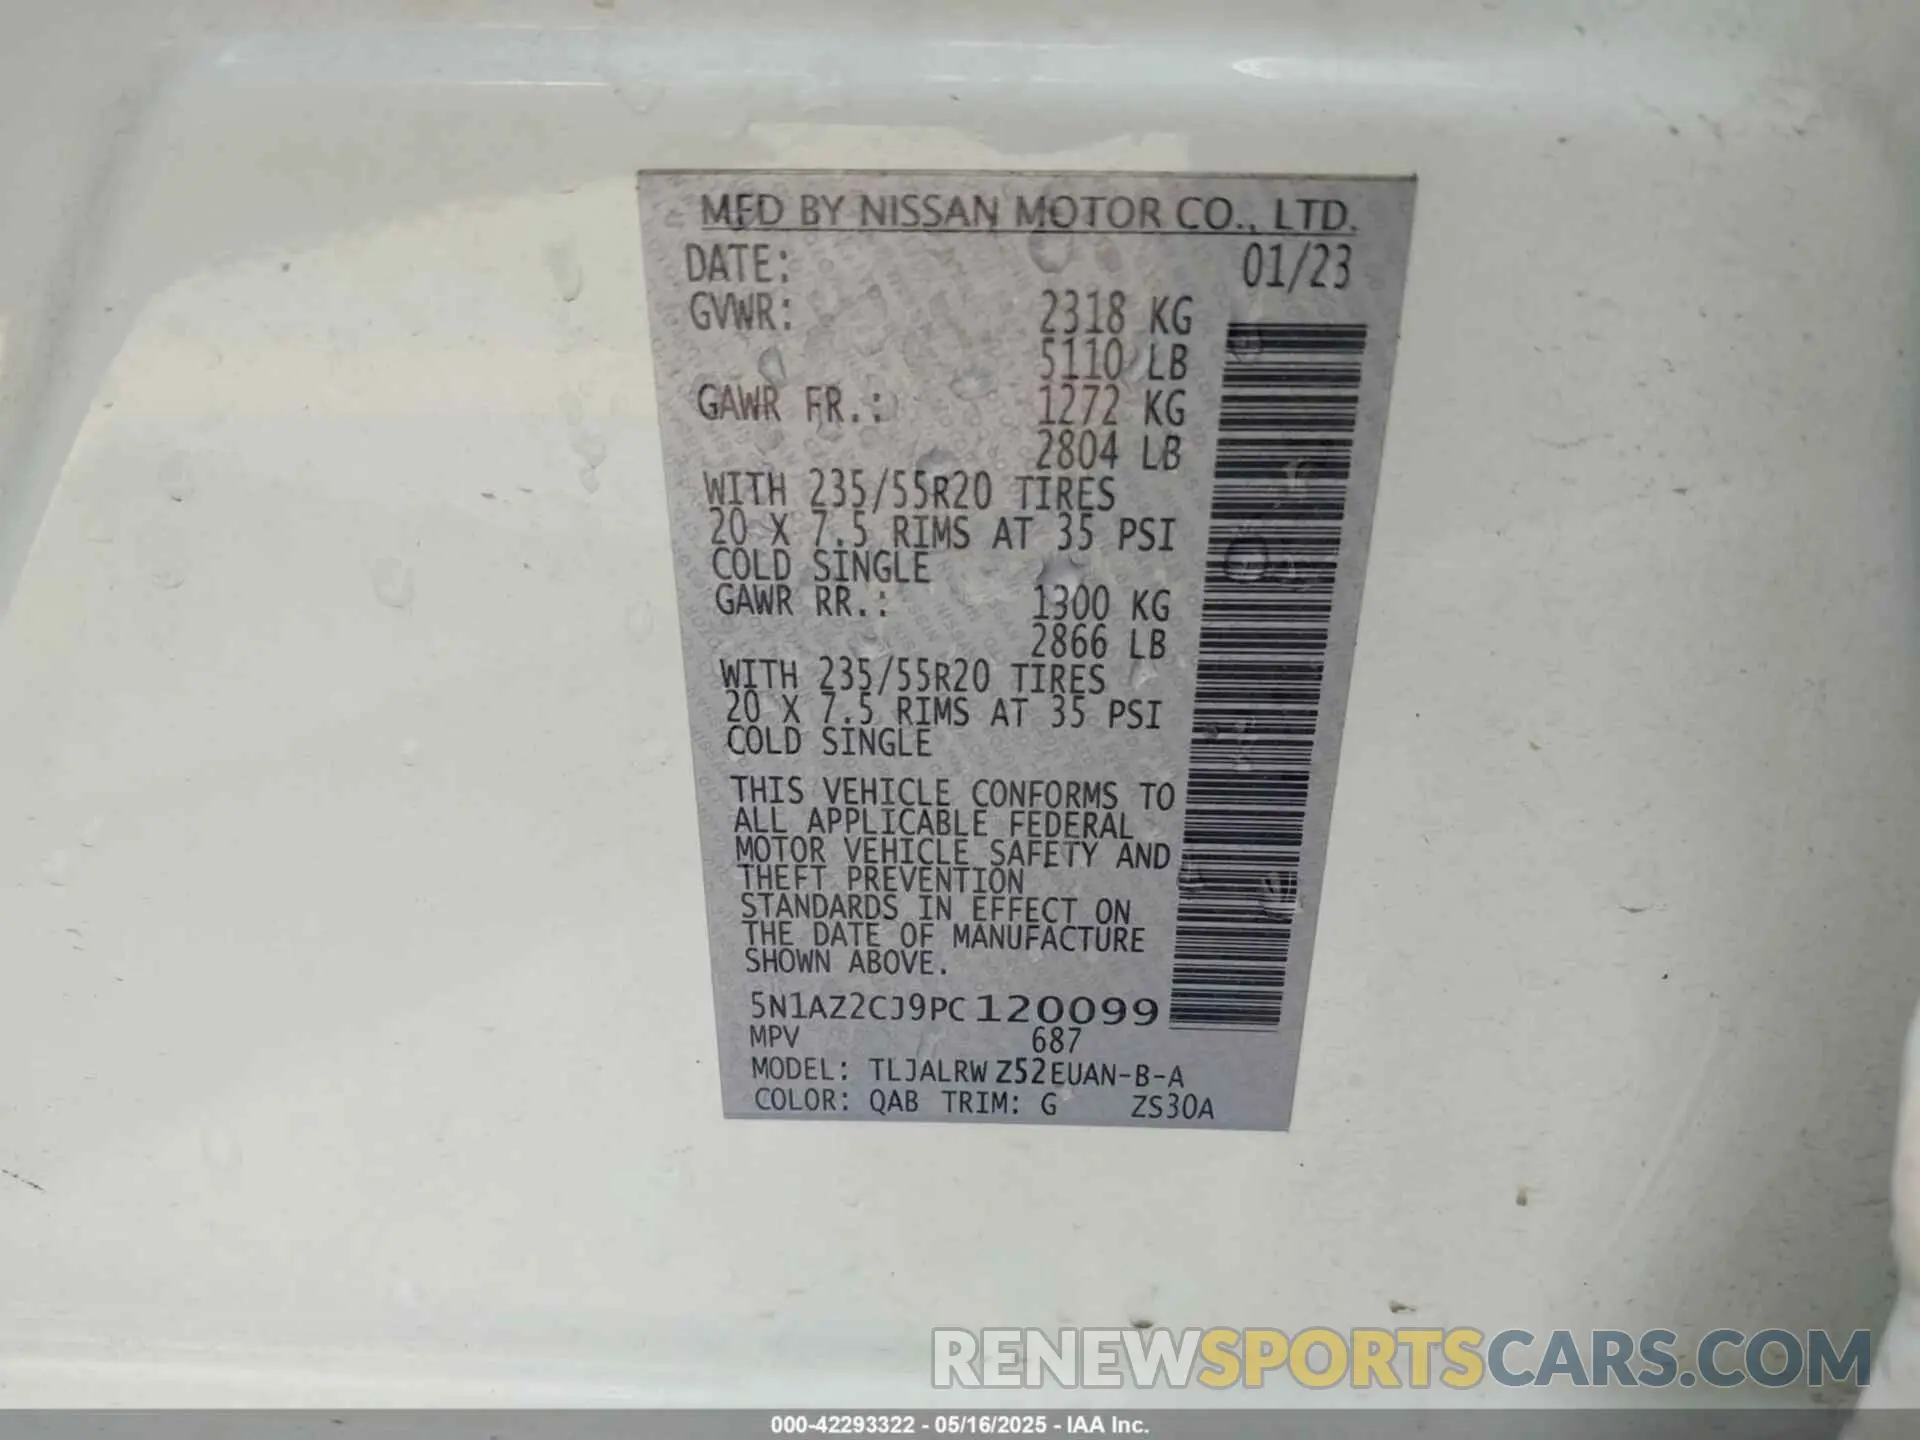 MFD BY NISSAN MOTOR CO., LTD.
DATE: 01/23
GVWR: 2318 KG
5110 LB
GAWR FR.: 1272 KG
2804 LB
WITH 235/55R20 TIRES
20 X 7.5 RIMS AT 35 PSI
COLD SINGLE
GAWR RR.: 1300 KG
2866 LB
WITH 235/55R20 TIRES
20 X 7.5 RIMS AT 35 PSI
COLD SINGLE
THIS VEHICLE CONFORMS TO
ALL APPLICABLE FEDERAL
MOTOR VEHICLE SAFETY AND
THEFT PREVENTION
STANDARDS IN EFFECT ON
THE DATE OF MANUFACTURE
SHOWN ABOVE.
5N1AZ2CJ9PC120099
MPV 687
MODEL: TLJALRWZ52EUAN-B-A
COLOR: QAB TRIM: G ZS30A
RENEWSPORTSCARS.COM
000-42293322 - 05/16/2025 - IAA Inc.